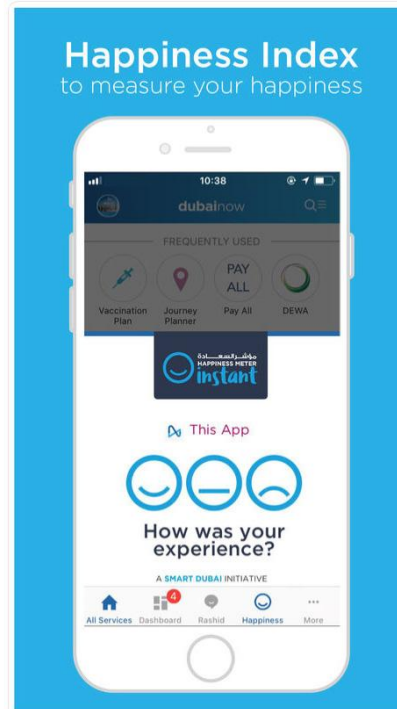 Happiness Index
to measure your happiness
10:38
dubainow
FREQUENTLY USED
PAY
ALL
Vaccination
Plan
Journey
Planner
Pay All
DEWA
مؤشر السعادة
HAPPINESS METER
instant
This App
How was your
experience?
A SMART DUBAI INITIATIVE
4
All Services
Dashboard
Rashid
Happiness
More